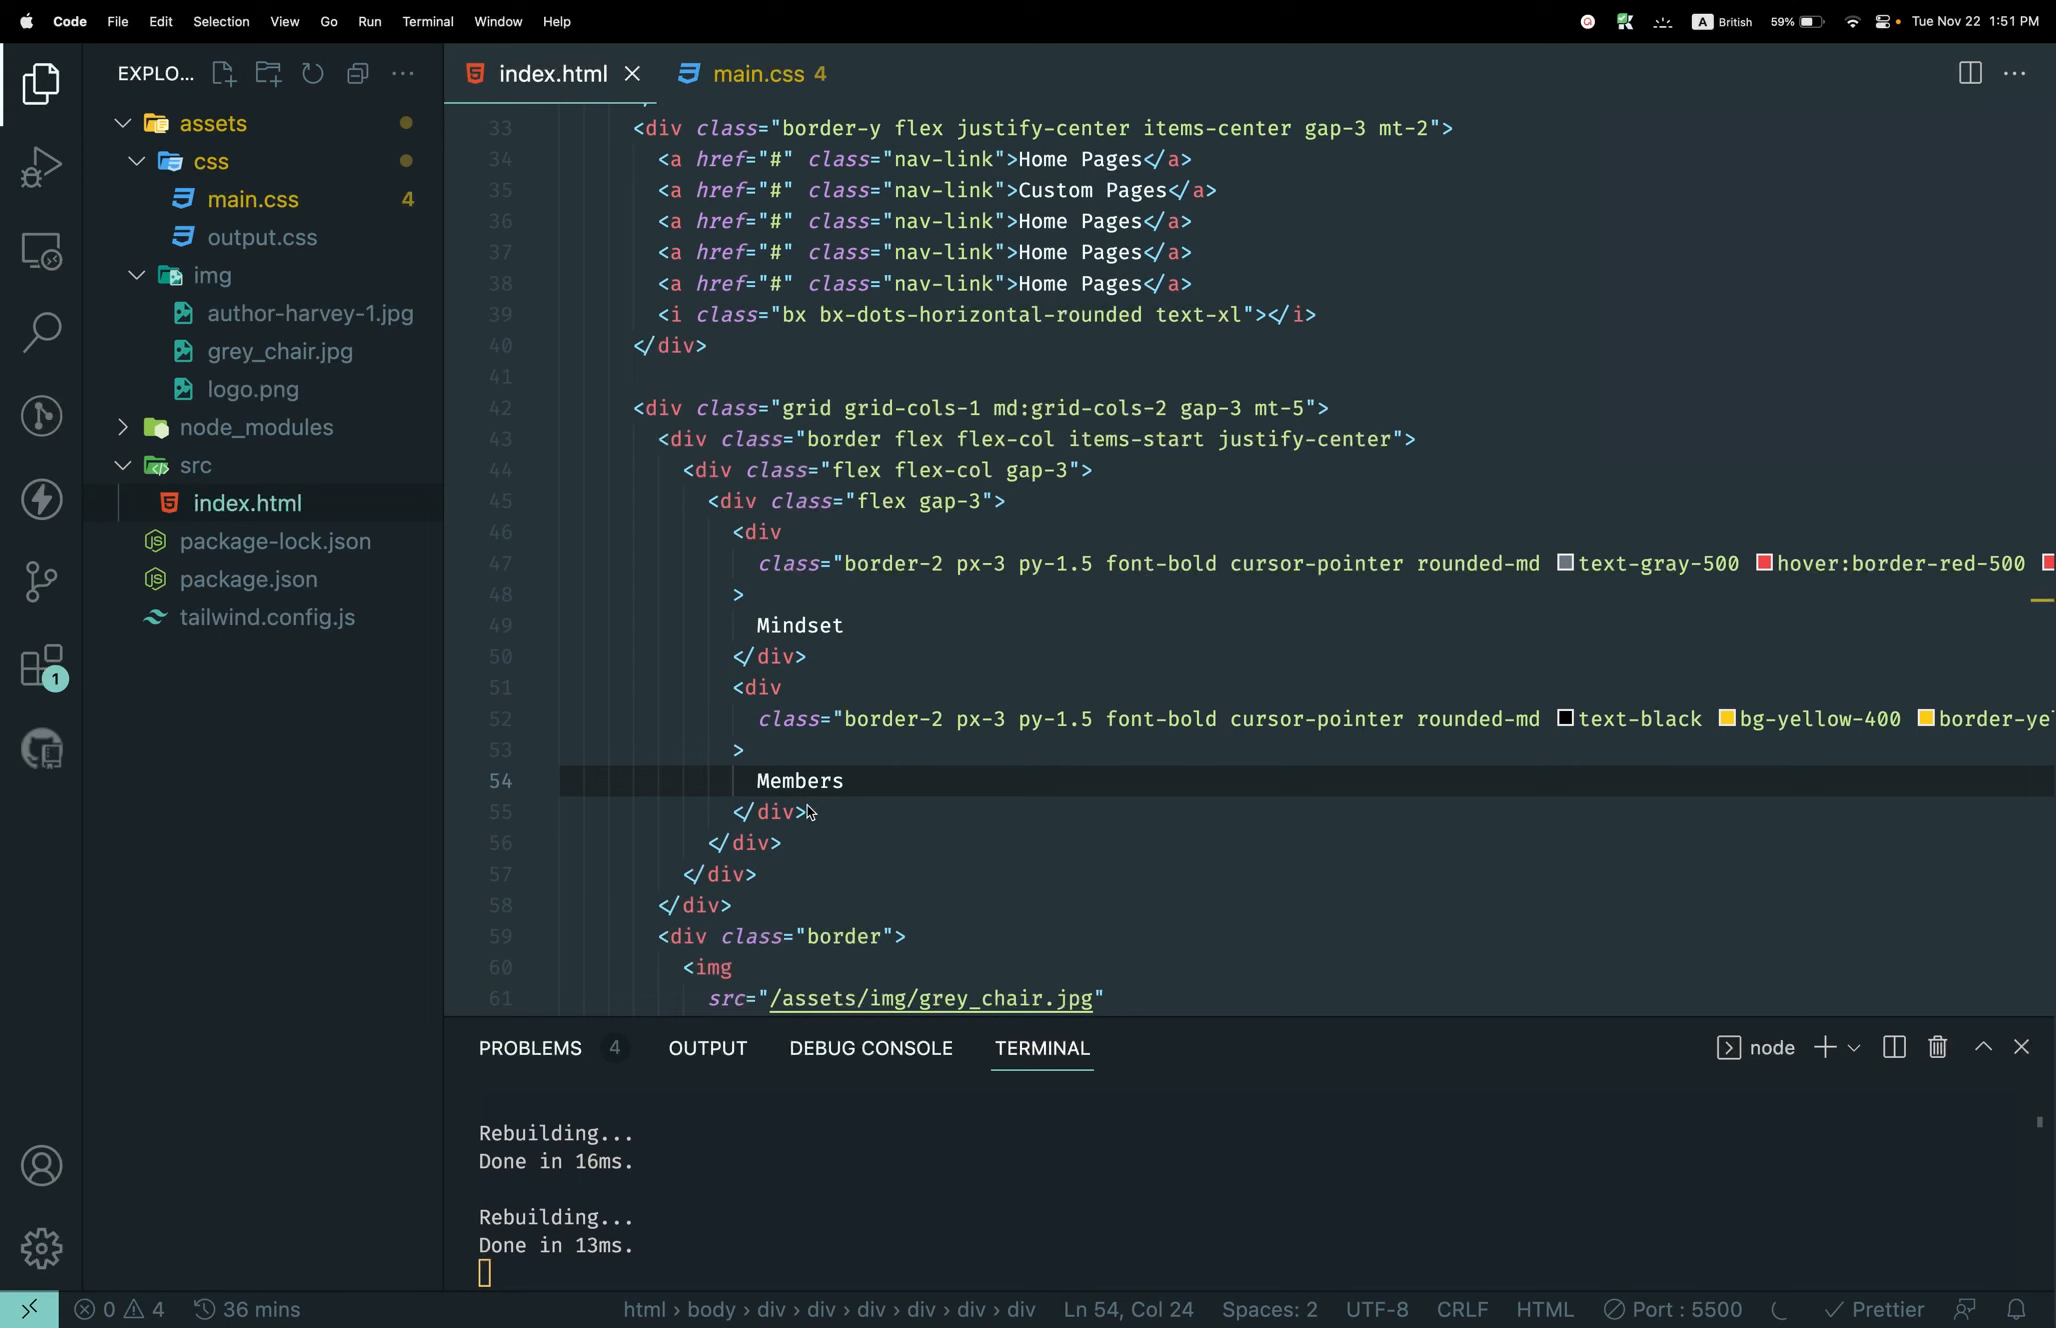 Code File Edit Selection View Go Run Terminal Window Help
A British 59% Tue Nov 22 1:51 PM
EXPLO...
assets
css
main.css 4
output.css
img
author-harvey-1.jpg
grey_chair.jpg
logo.png
node_modules
src
index.html
package-lock.json
package.json
tailwind.config.js
1
index.html main.css 4
33 <div class="border-y flex justify-center items-center gap-3 mt-2">
34 <a href="#" class="nav-link">Home Pages</a>
35 <a href="#" class="nav-link">Custom Pages</a>
36 <a href="#" class="nav-link">Home Pages</a>
37 <a href="#" class="nav-link">Home Pages</a>
38 <a href="#" class="nav-link">Home Pages</a>
39 <i class="bx bx-dots-horizontal-rounded text-xl"></i>
40 </div>
41
42 <div class="grid grid-cols-1 md:grid-cols-2 gap-3 mt-5">
43 <div class="border flex flex-col items-start justify-center">
44 <div class="flex flex-col gap-3">
45 <div class="flex gap-3">
46 <div
47 class="border-2 px-3 py-1.5 font-bold cursor-pointer rounded-md text-gray-500 hover:border-red-500
48 >
49 Mindset
50 </div>
51 <div
52 class="border-2 px-3 py-1.5 font-bold cursor-pointer rounded-md text-black bg-yellow-400 border-ye
53 >
54 Members
55 </div>
56 </div>
57 </div>
58 </div>
59 <div class="border">
60 <img
61 src="/assets/img/grey_chair.jpg"
PROBLEMS 4 OUTPUT DEBUG CONSOLE TERMINAL node
Rebuilding...
Done in 16ms.
Rebuilding...
Done in 13ms.
0 4 36 mins html > body > div > div > div > div > div > div Ln 54, Col 24 Spaces: 2 UTF-8 CRLF HTML Port : 5500 Prettier